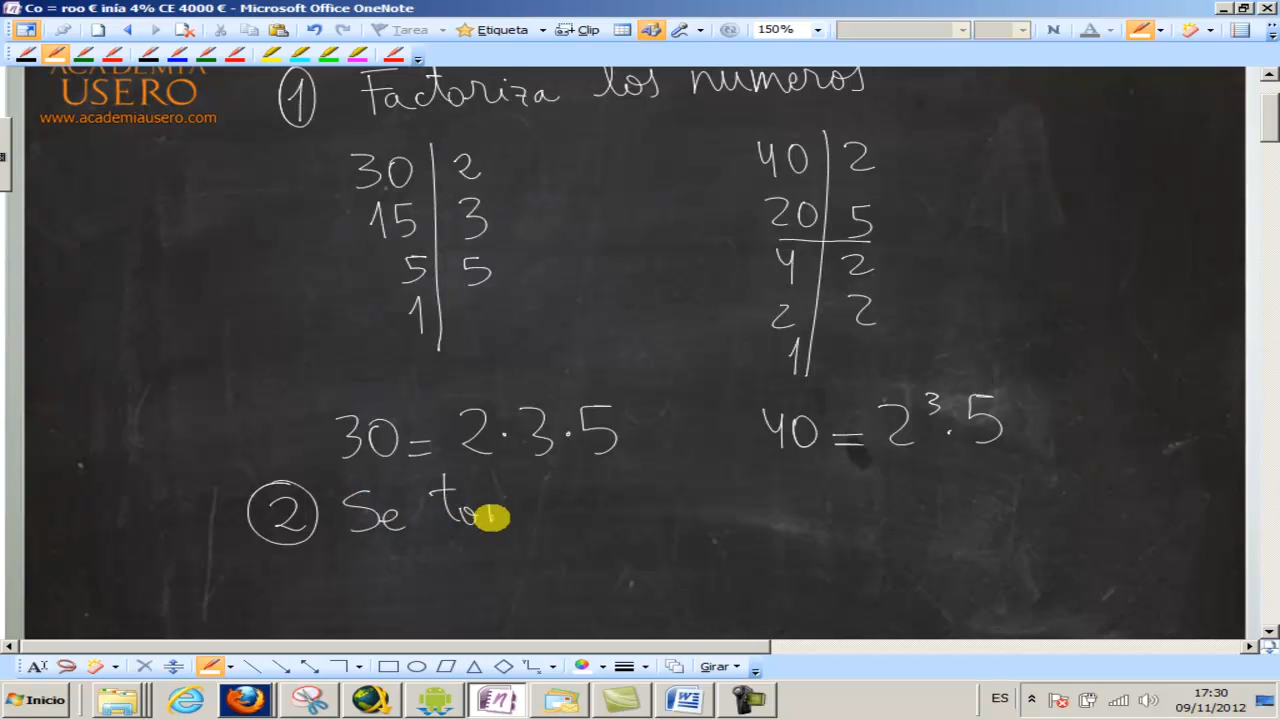 Co = roo € inía 4% CE 4000 € - Microsoft Office OneNote
Tarea Etiqueta Clip 150% N A
ACADEMIA
USERO
www.academiausero.com
1 Factoriza los numeros
30 | 2
15 | 3
5 | 5
1 |
40 | 2
20 | 5
4 | 2
2 | 2
1 |
30 = 2·3·5
40 = 2³·5
2 Se to
A Girar
Inicio
ES
17:30
09/11/2012